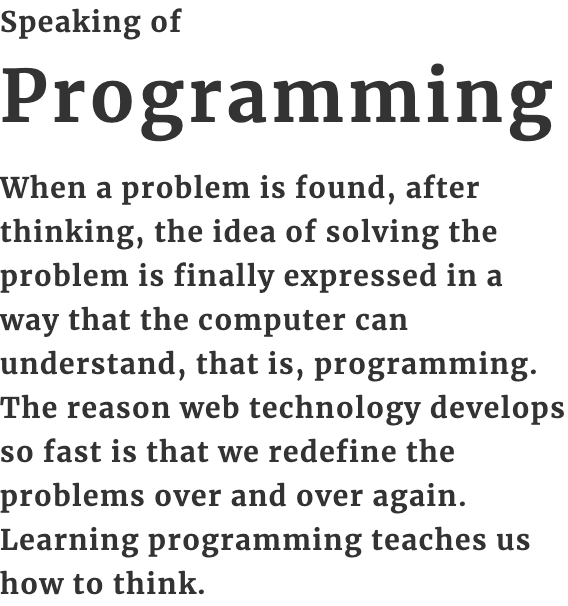 Speaking of
Programming
When a problem is found, after
thinking, the idea of solving the
problem is finally expressed in a
way that the computer can
understand, that is, programming.
The reason web technology develops
so fast is that we redefine the
problems over and over again.
Learning programming teaches us
how to think.